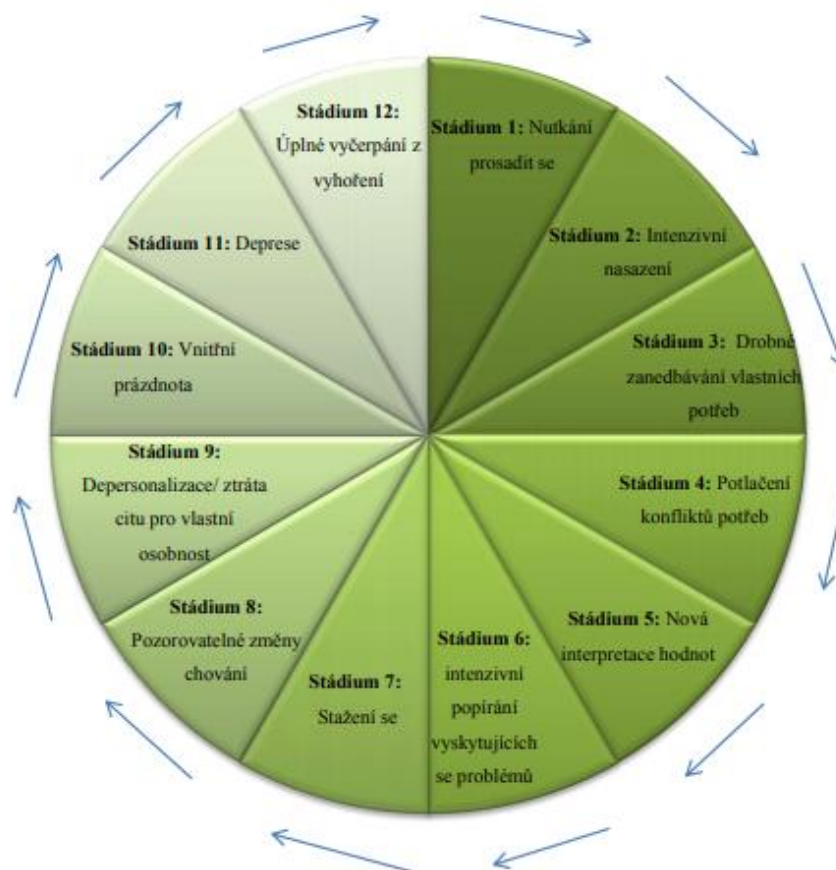 Stádium 1: Nutkání
prosadit se
Stádium 2: Intenzivní
nasazení
Stádium 3: Drobné
zanedbávání vlastních
potřeb
Stádium 4: Potlačení
konfliktů potřeb
Stádium 5: Nová
interpretace hodnot
Stádium 6:
intenzivní
popírání
vyskytujících
se problémů
Stádium 7:
Stažení se
Stádium 8:
Pozorovatelné změny
chování
Stádium 9:
Depersonalizace/ ztráta
citu pro vlastní
osobnost
Stádium 10: Vnitřní
prázdnota
Stádium 11: Deprese
Stádium 12:
Úplné vyčerpání z
vyhoření